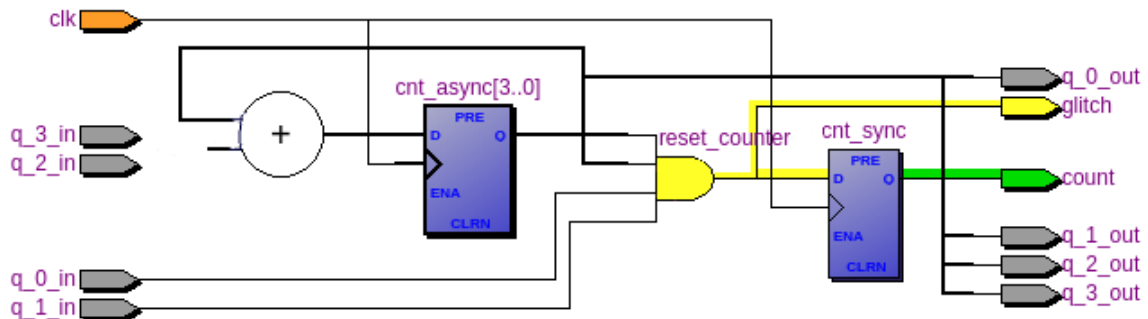 clk
q_0_out
cnt_async[3..0]
glitch
PRE
D
O
ENA
CLRN
+
q_3_in
q_2_in
reset_counter
cnt_sync
PRE
D
O
ENA
CLRN
count
q_1_out
q_2_out
q_3_out
q_0_in
q_1_in